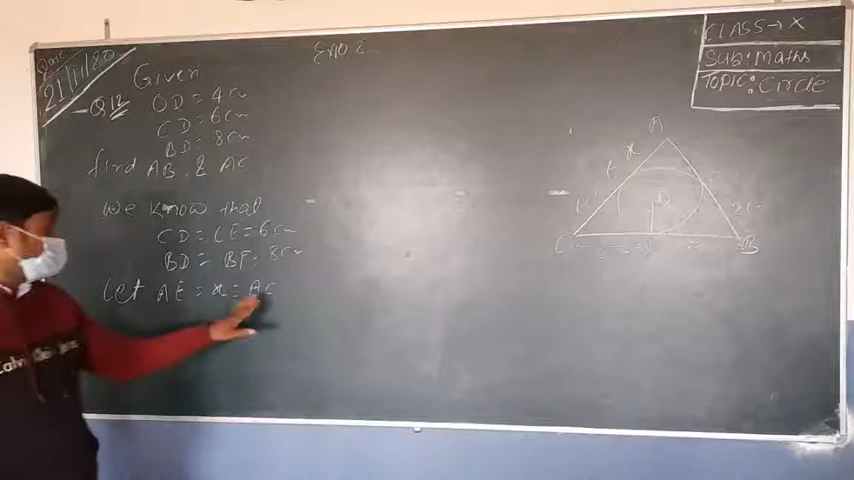 Ex 10.2
CLASS → X
Sub: Maths
Topic: Circle
Date
21/11/20
Given
Q12
OD = 4cm
CD = 6cm
BD = 8cm
find AB & AC
We know that
CD = CE = 6cm
BD = BF = 8cm
Let AE = x =
A
x
C
B